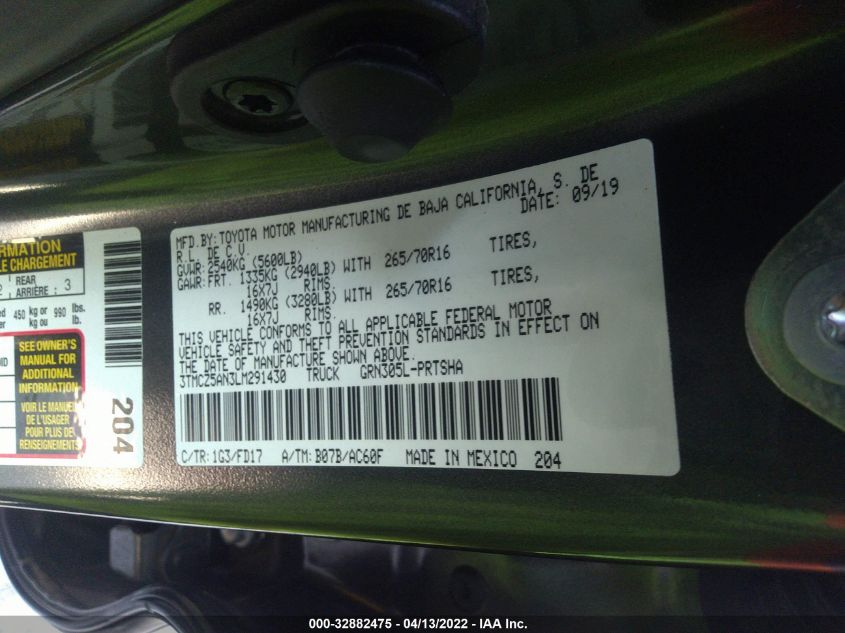 MFD.BY:TOYOTA MOTOR MANUFACTURING DE BAJA CALIFORNIA, S. DE
R.L. DE C.V. DATE: 09/19
GVWR:2540KG (5600LB)
GAWR:FRT. 1335KG (2940LB) WITH 265/70R16 TIRES,
16X7J RIMS,
RR. 1490KG (3280LB) WITH 265/70R16 TIRES,
16X7J RIMS.
THIS VEHICLE CONFORMS TO ALL APPLICABLE FEDERAL MOTOR
VEHICLE SAFETY AND THEFT PREVENTION STANDARDS IN EFFECT ON
THE DATE OF MANUFACTURE SHOWN ABOVE.
3TMCZ5AN3LM291430 TRUCK GRN305L-PRTSHA
C/TR:1G3/FD17 A/TM:B07B/AC60F MADE IN MEXICO 204
REAR
ARRIÈRE : 3
450 kg or 990 lbs.
kg ou lb.
SEE OWNER'S
MANUAL FOR
ADDITIONAL
INFORMATION
VOIR LE MANUEL
DE L'USAGER
POUR PLUS DE
RENSEIGNEMENTS
204
000-32882475 - 04/13/2022 - IAA Inc.